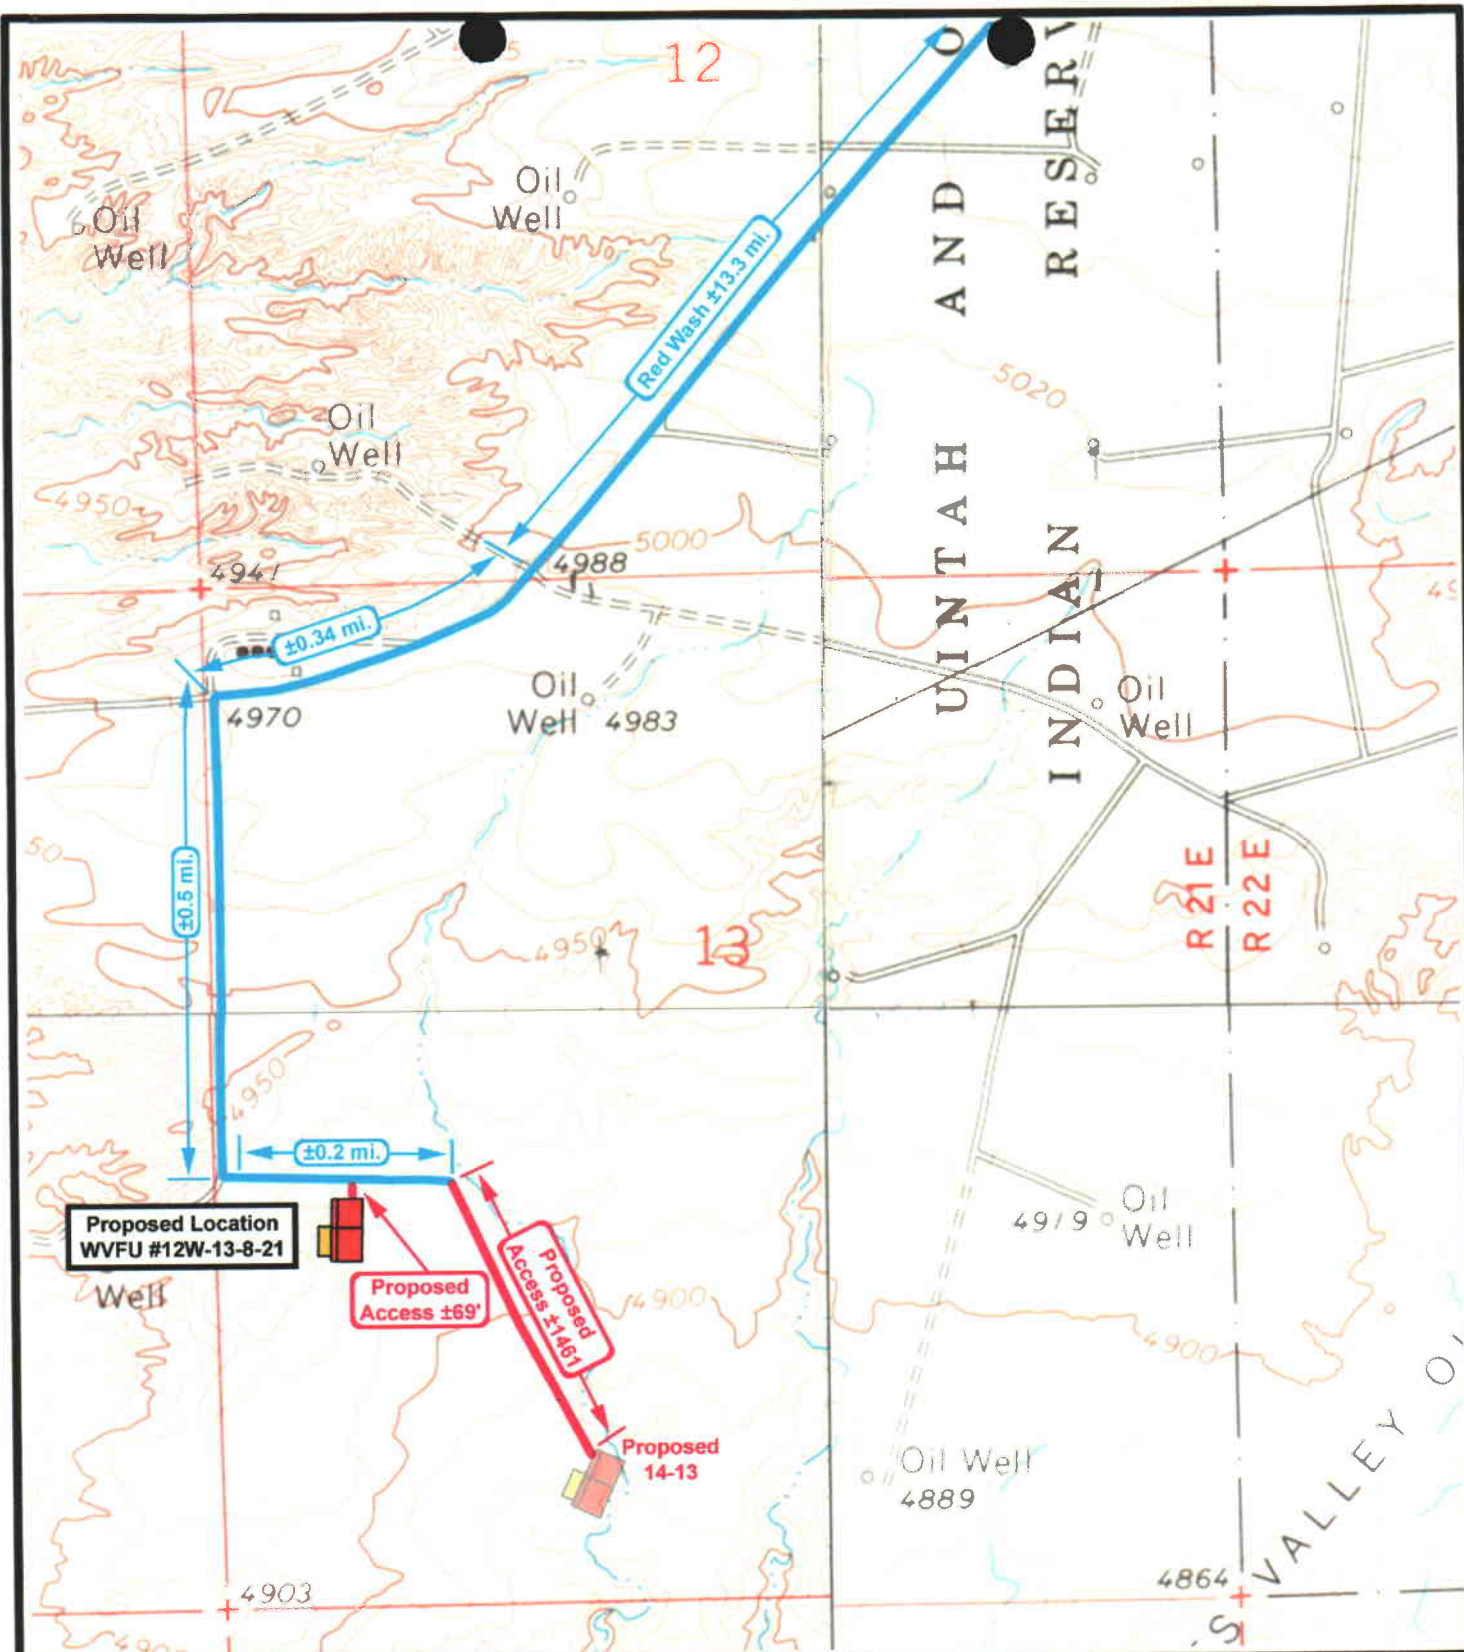 12
Oil
Well
Oil
Well
Red Wash ±13.3 mi.
UINTAH AND O
INDIAN RESERV
5020
Oil
Well
4950
5000
4988
4941
±0.34 mi.
4970
Oil
Well 4983
Oil
Well
50
±0.5 mi.
R 21 E
R 22 E
4950
13
4950
±0.2 mi.
Proposed Location
WVFU #12W-13-8-21
Well
Proposed
Access ±69'
Proposed
Access ±1461
4900
4919
Oil
Well
4900
Proposed
14-13
Oil Well
4889
VALLEY
4903
4864
S